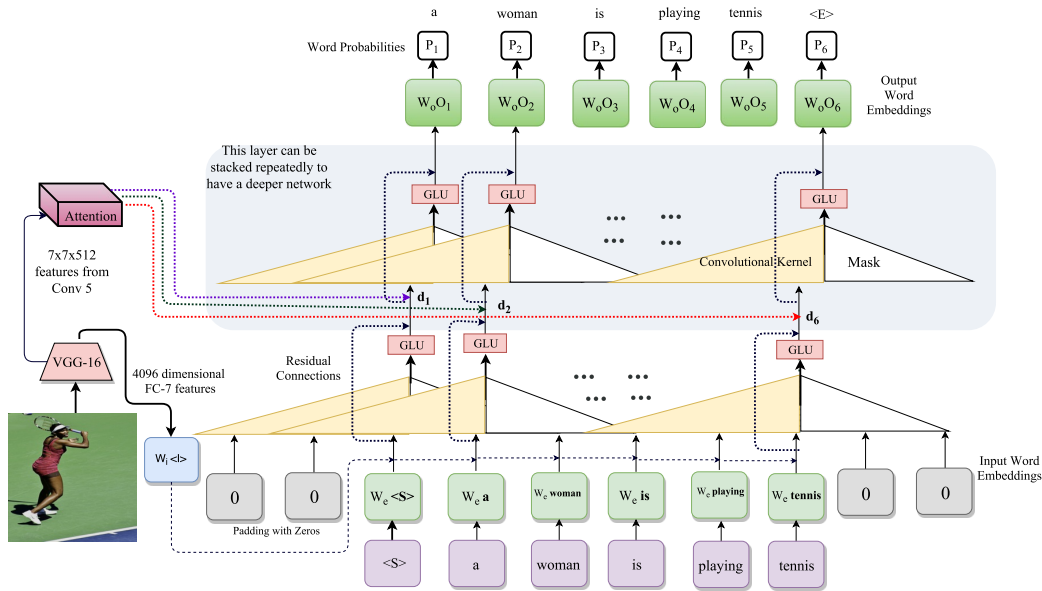 a woman is playing tennis <E>
Word Probabilities P1 P2 P3 P4 P5 P6
WoO1 WoO2 WoO3 WoO4 WoO5 WoO6
Output
Word
Embeddings
This layer can be
stacked repeatedly to
have a deeper network
GLU GLU GLU
Attention
7x7x512
features from
Conv 5
Convolutional Kernel Mask
d1 d2 d6
GLU GLU GLU
VGG-16
4096 dimensional
FC-7 features
Residual
Connections
Wi <I>
0 0 We <S> We a We woman We is We playing We tennis 0 0
Input Word
Embeddings
Padding with Zeros
<S> a woman is playing tennis